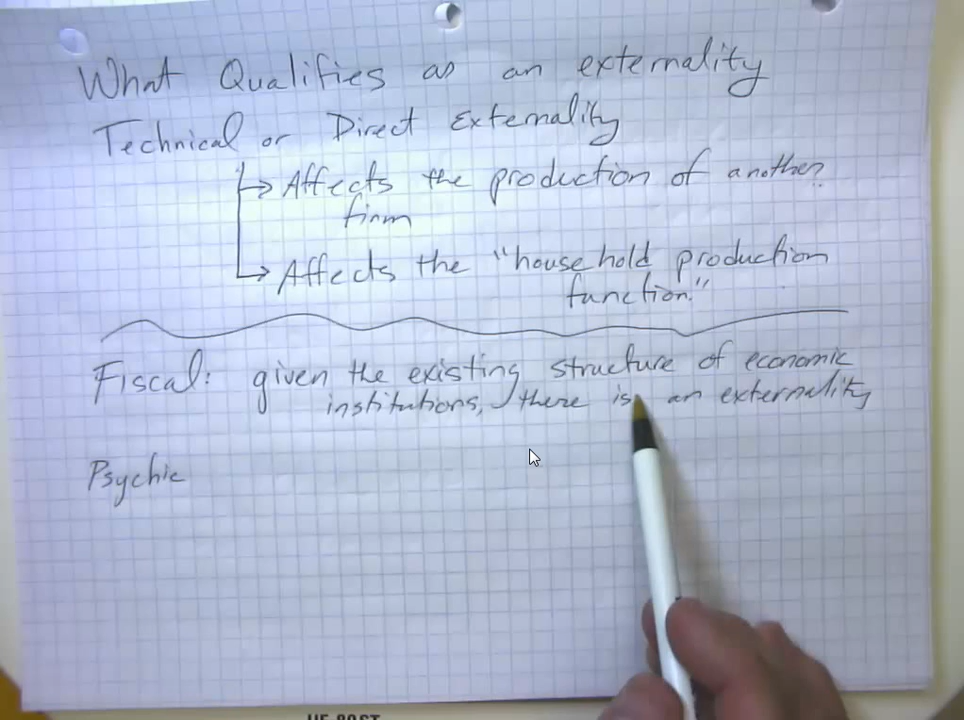 What Qualifies as an externality
Technical or Direct Externality
Affects the production of another
firm
Affects the "household production
function."
Fiscal: given the existing structure of economic
institutions, there is an externality
Psychic